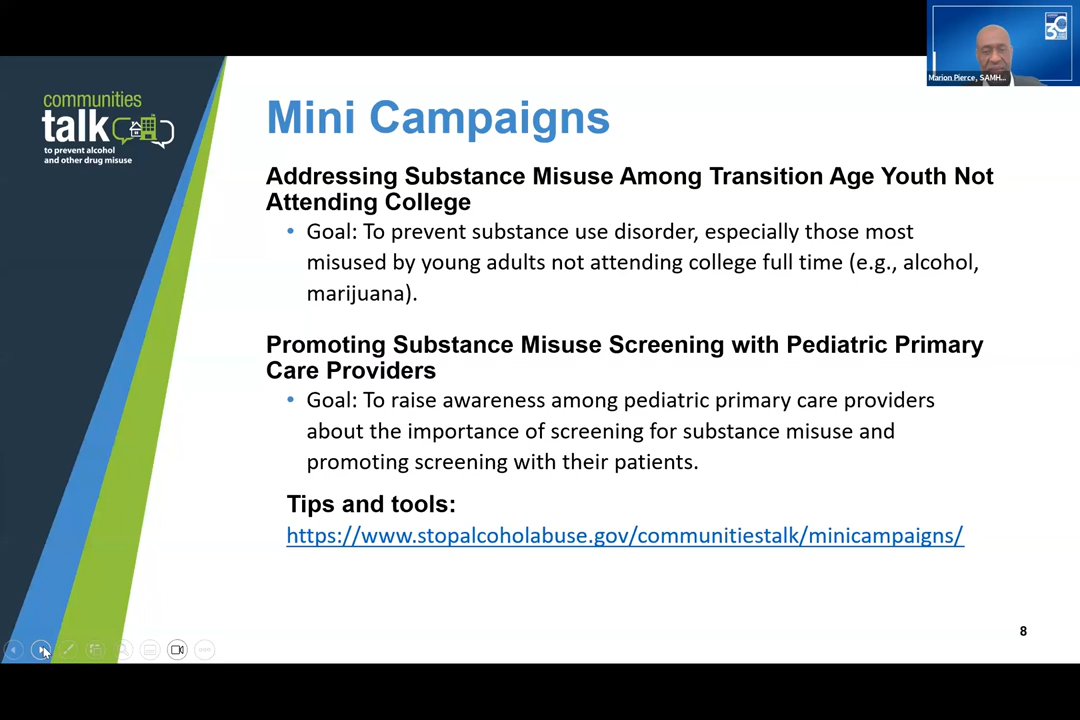 Marion Pierce, SAMH...
communities
talk
to prevent alcohol
and other drug misuse
Mini Campaigns
Addressing Substance Misuse Among Transition Age Youth Not
Attending College
• Goal: To prevent substance use disorder, especially those most
misused by young adults not attending college full time (e.g., alcohol,
marijuana).
Promoting Substance Misuse Screening with Pediatric Primary
Care Providers
• Goal: To raise awareness among pediatric primary care providers
about the importance of screening for substance misuse and
promoting screening with their patients.
Tips and tools:
https://www.stopalcoholabuse.gov/communitiestalk/minicampaigns/
8